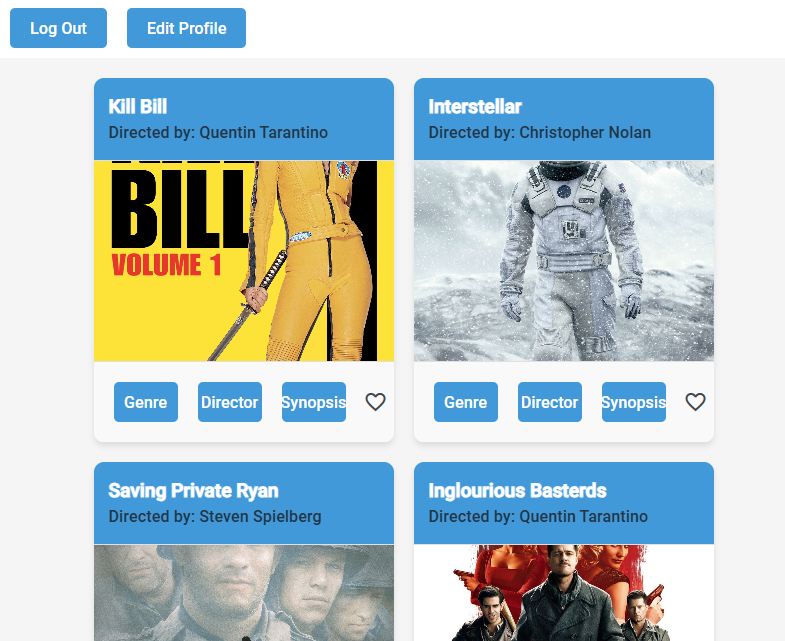 Log Out
Edit Profile
Kill Bill
Directed by: Quentin Tarantino
BILL
VOLUME 1
Genre
Director
Synopsis
Interstellar
Directed by: Christopher Nolan
Genre
Director
Synopsis
Saving Private Ryan
Directed by: Steven Spielberg
Inglourious Basterds
Directed by: Quentin Tarantino